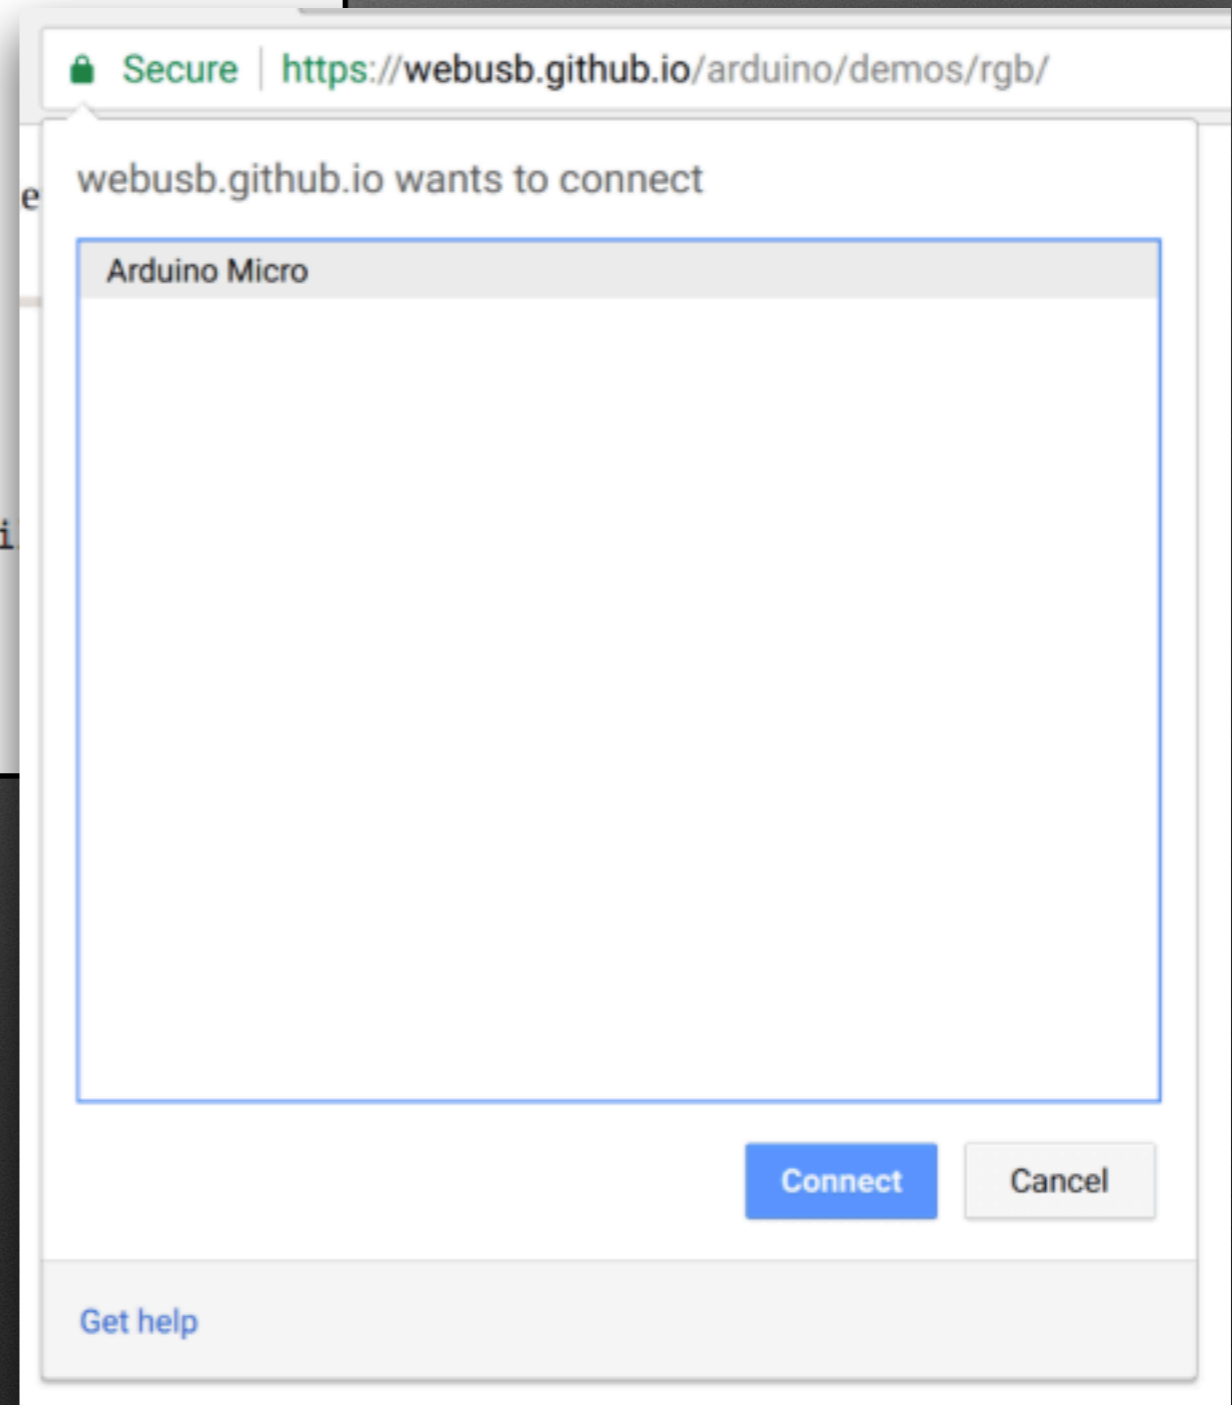 Secure | https://webusb.github.io/arduino/demos/rgb/
webusb.github.io wants to connect
e
Arduino Micro
i
Connect
Cancel
Get help